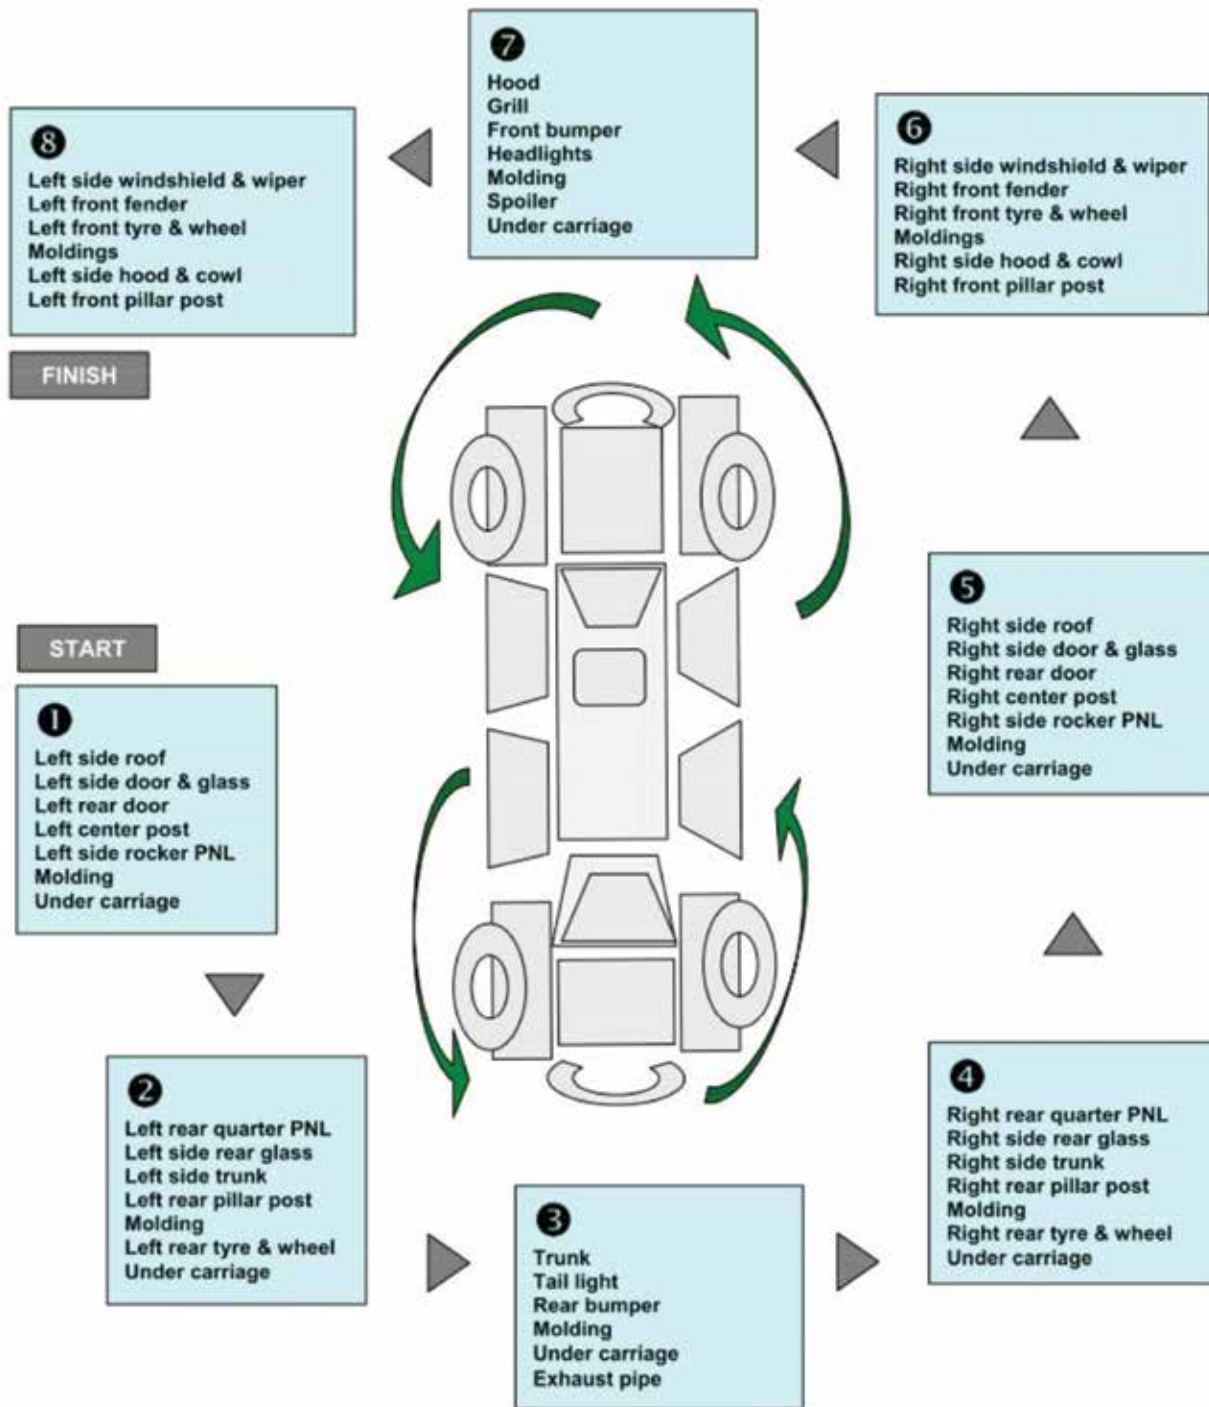 START
1
Left side roof
Left side door & glass
Left rear door
Left center post
Left side rocker PNL
Molding
Under carriage
2
Left rear quarter PNL
Left side rear glass
Left side trunk
Left rear pillar post
Molding
Left rear tyre & wheel
Under carriage
3
Trunk
Tail light
Rear bumper
Molding
Under carriage
Exhaust pipe
4
Right rear quarter PNL
Right side rear glass
Right side trunk
Right rear pillar post
Molding
Right rear tyre & wheel
Under carriage
5
Right side roof
Right side door & glass
Right rear door
Right center post
Right side rocker PNL
Molding
Under carriage
6
Right side windshield & wiper
Right front fender
Right front tyre & wheel
Moldings
Right side hood & cowl
Right front pillar post
7
Hood
Grill
Front bumper
Headlights
Molding
Spoiler
Under carriage
8
Left side windshield & wiper
Left front fender
Left front tyre & wheel
Moldings
Left side hood & cowl
Left front pillar post
FINISH